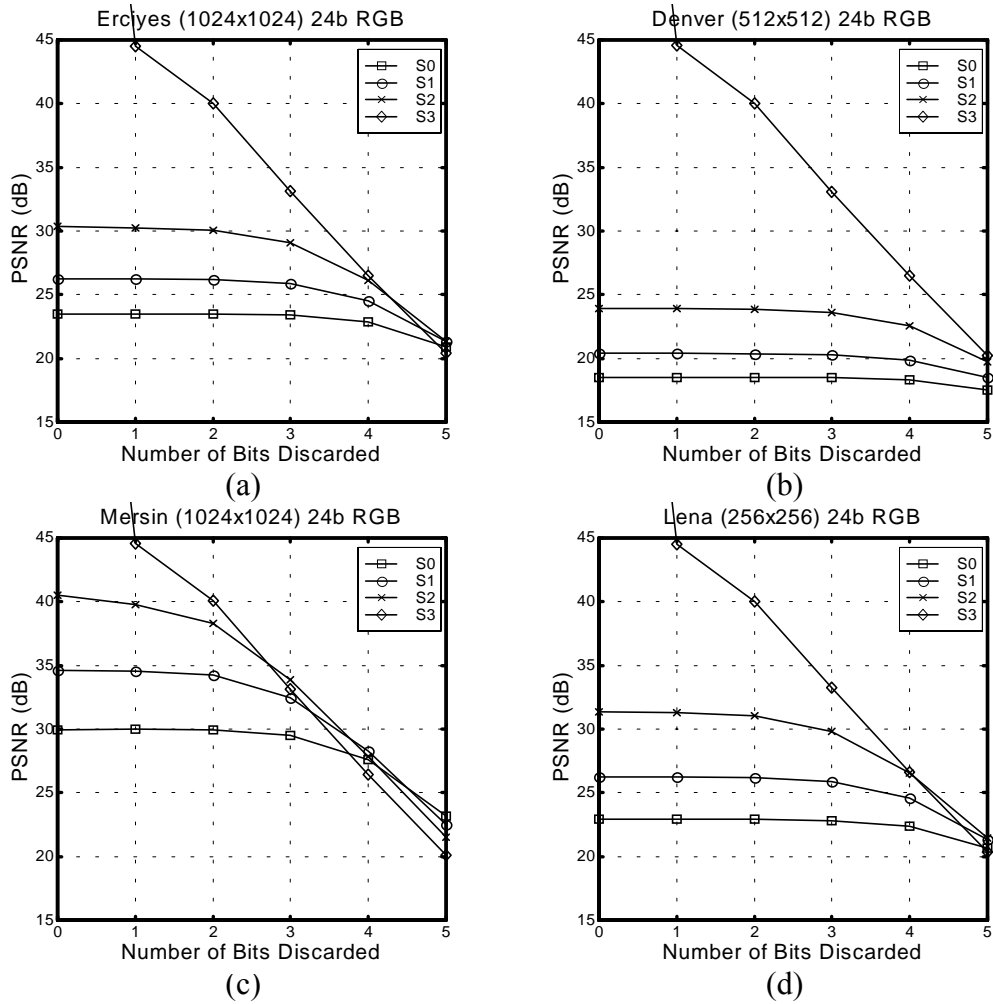 Erciyes (1024x1024) 24b RGB
45
40
35
30
25
20
15
PSNR (dB)
S0
S1
S2
S3
0 1 2 3 4 5
Number of Bits Discarded
(a)
Denver (512x512) 24b RGB
45
40
35
30
25
20
15
PSNR (dB)
S0
S1
S2
S3
0 1 2 3 4 5
Number of Bits Discarded
(b)
Mersin (1024x1024) 24b RGB
45
40
35
30
25
20
15
PSNR (dB)
S0
S1
S2
S3
0 1 2 3 4 5
Number of Bits Discarded
(c)
Lena (256x256) 24b RGB
45
40
35
30
25
20
15
PSNR (dB)
S0
S1
S2
S3
0 1 2 3 4 5
Number of Bits Discarded
(d)